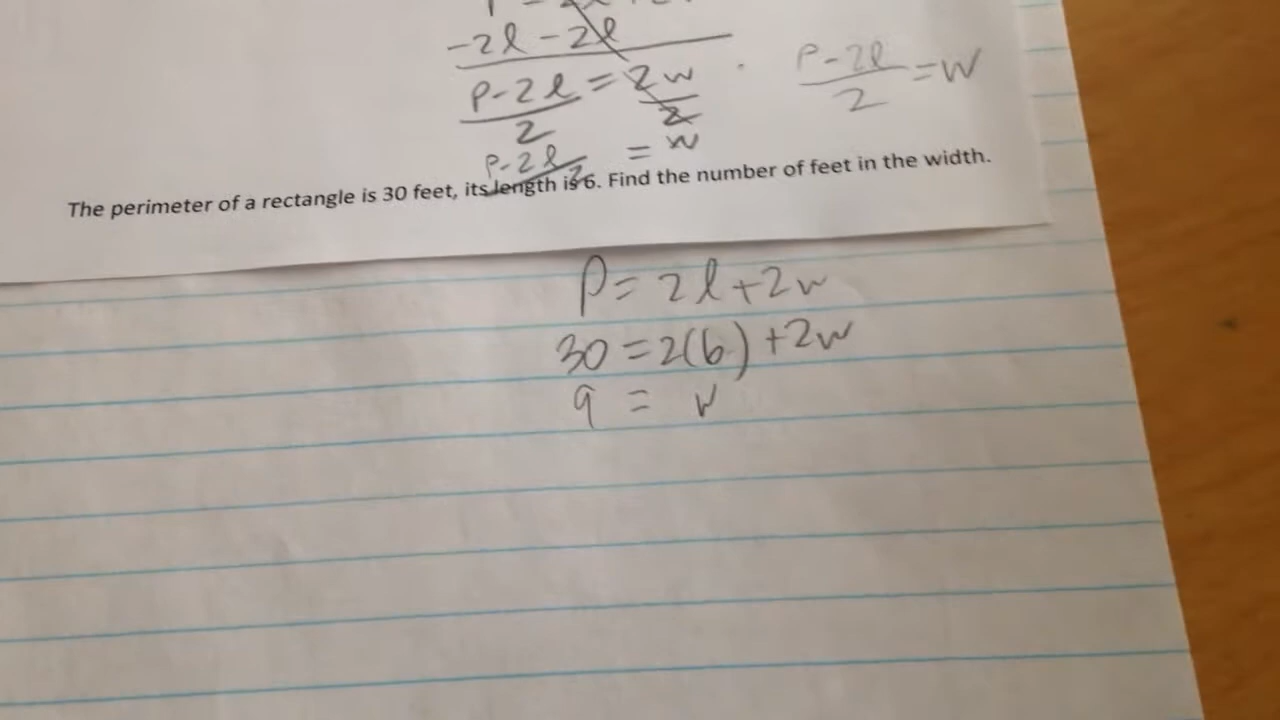 -2l -2l
P-2l = 2w
2 2
P-2l = w
2
P-2l/2 = w
The perimeter of a rectangle is 30 feet, its length is 6. Find the number of feet in the width.
P = 2l + 2w
30 = 2(6) + 2w
9 = w